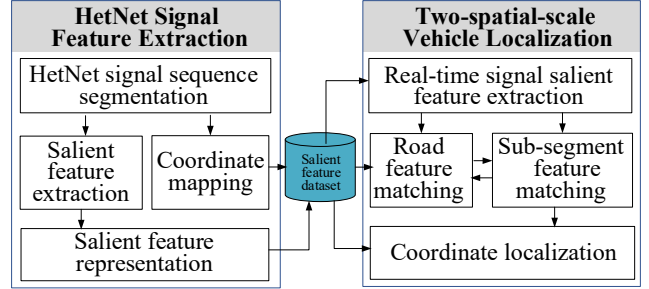 HetNet Signal
Feature Extraction
HetNet signal sequence
segmentation
Salient
feature
extraction
Coordinate
mapping
Salient feature
representation
Salient
feature
dataset
Two-spatial-scale
Vehicle Localization
Real-time signal salient
feature extraction
Road
feature
matching
Sub-segment
feature
matching
Coordinate localization